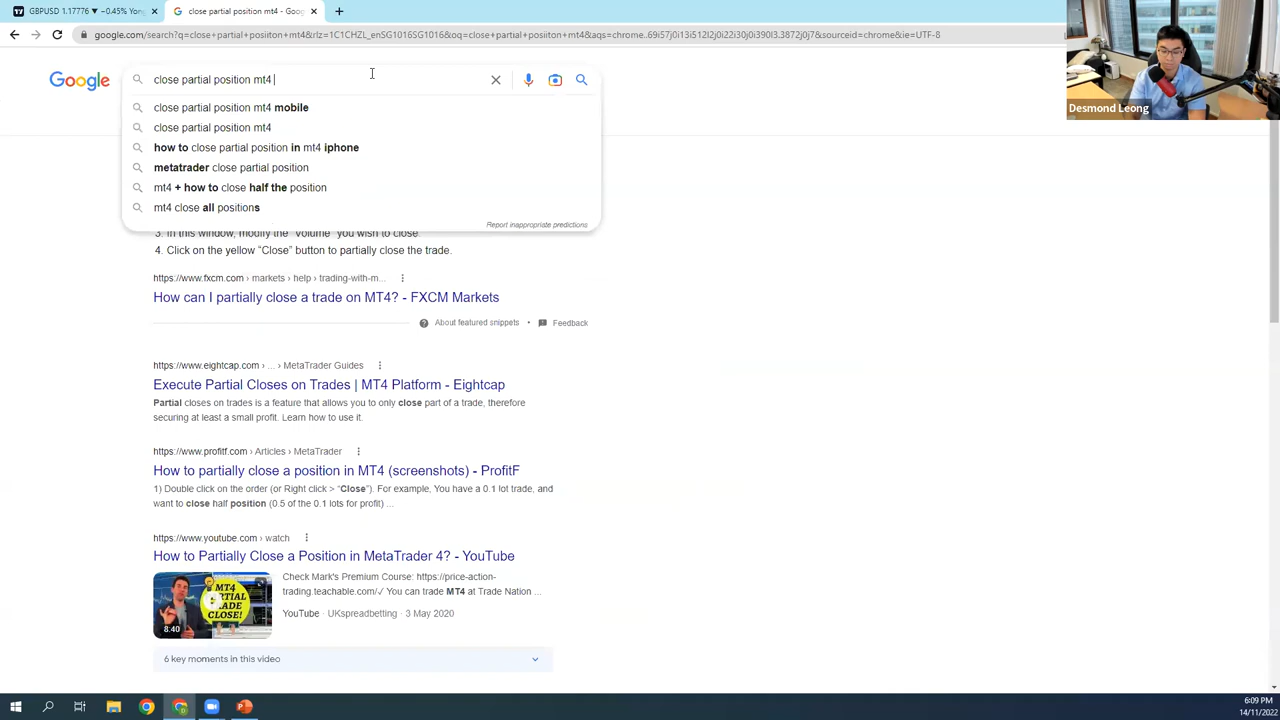 GBPUSD 1.17776 ▼ −0.45% Yong
close partial position mt4 - Goog
google.com/search?q=close+partial+posiiton+mt4&rlz=1C1CHZL_enSG1016SG1016&oq=close+partial+posiiton+mt4&aqs=chrome..69i57j0i13i512l2j0i22i30j0i390l3.3872j0j7&sourceid=chrome&ie=UTF-8
Google
close partial position mt4
close partial position mt4 mobile
close partial position mt4
how to close partial position in mt4 iphone
metatrader close partial position
mt4 + how to close half the position
mt4 close all positions
Report inappropriate predictions
Desmond Leong
3. In this window, modify the "Volume" you wish to close.
4. Click on the yellow "Close" button to partially close the trade.
https://www.fxcm.com › markets › help › trading-with-m...
How can I partially close a trade on MT4? - FXCM Markets
About featured snippets • Feedback
https://www.eightcap.com › ... › MetaTrader Guides
Execute Partial Closes on Trades | MT4 Platform - Eightcap
Partial closes on trades is a feature that allows you to only close part of a trade, therefore
securing at least a small profit. Learn how to use it.
https://www.profitf.com › Articles › MetaTrader
How to partially close a position in MT4 (screenshots) - ProfitF
1) Double click on the order (or Right click > "Close"). For example, You have a 0.1 lot trade, and
want to close half position (0.5 of the 0.1 lots for profit) ...
https://www.youtube.com › watch
How to Partially Close a Position in MetaTrader 4? - YouTube
MT4
PARTIAL
TRADE
CLOSE!
8:40
Check Mark's Premium Course: https://price-action-
trading.teachable.com/✓ You can trade MT4 at Trade Nation ...
YouTube · UKspreadbetting · 3 May 2020
6 key moments in this video
6:09 PM
14/11/2022